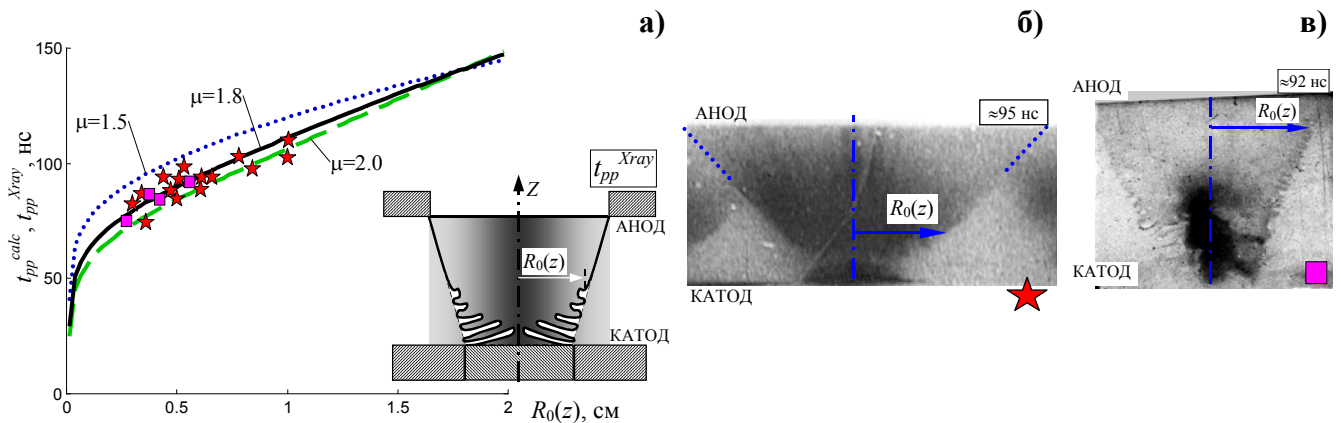 а)
150
100
50
0
t_pp^calc, t_pp^Xray, нс
μ=1.5
μ=1.8
μ=2.0
t_pp^Xray
Z
АНОД
R₀(z)
КАТОД
0
0.5
1
1.5
2
R₀(z), см
б)
АНОД
≈95 нс
R₀(z)
КАТОД
в)
≈92 нс
АНОД
R₀(z)
КАТОД